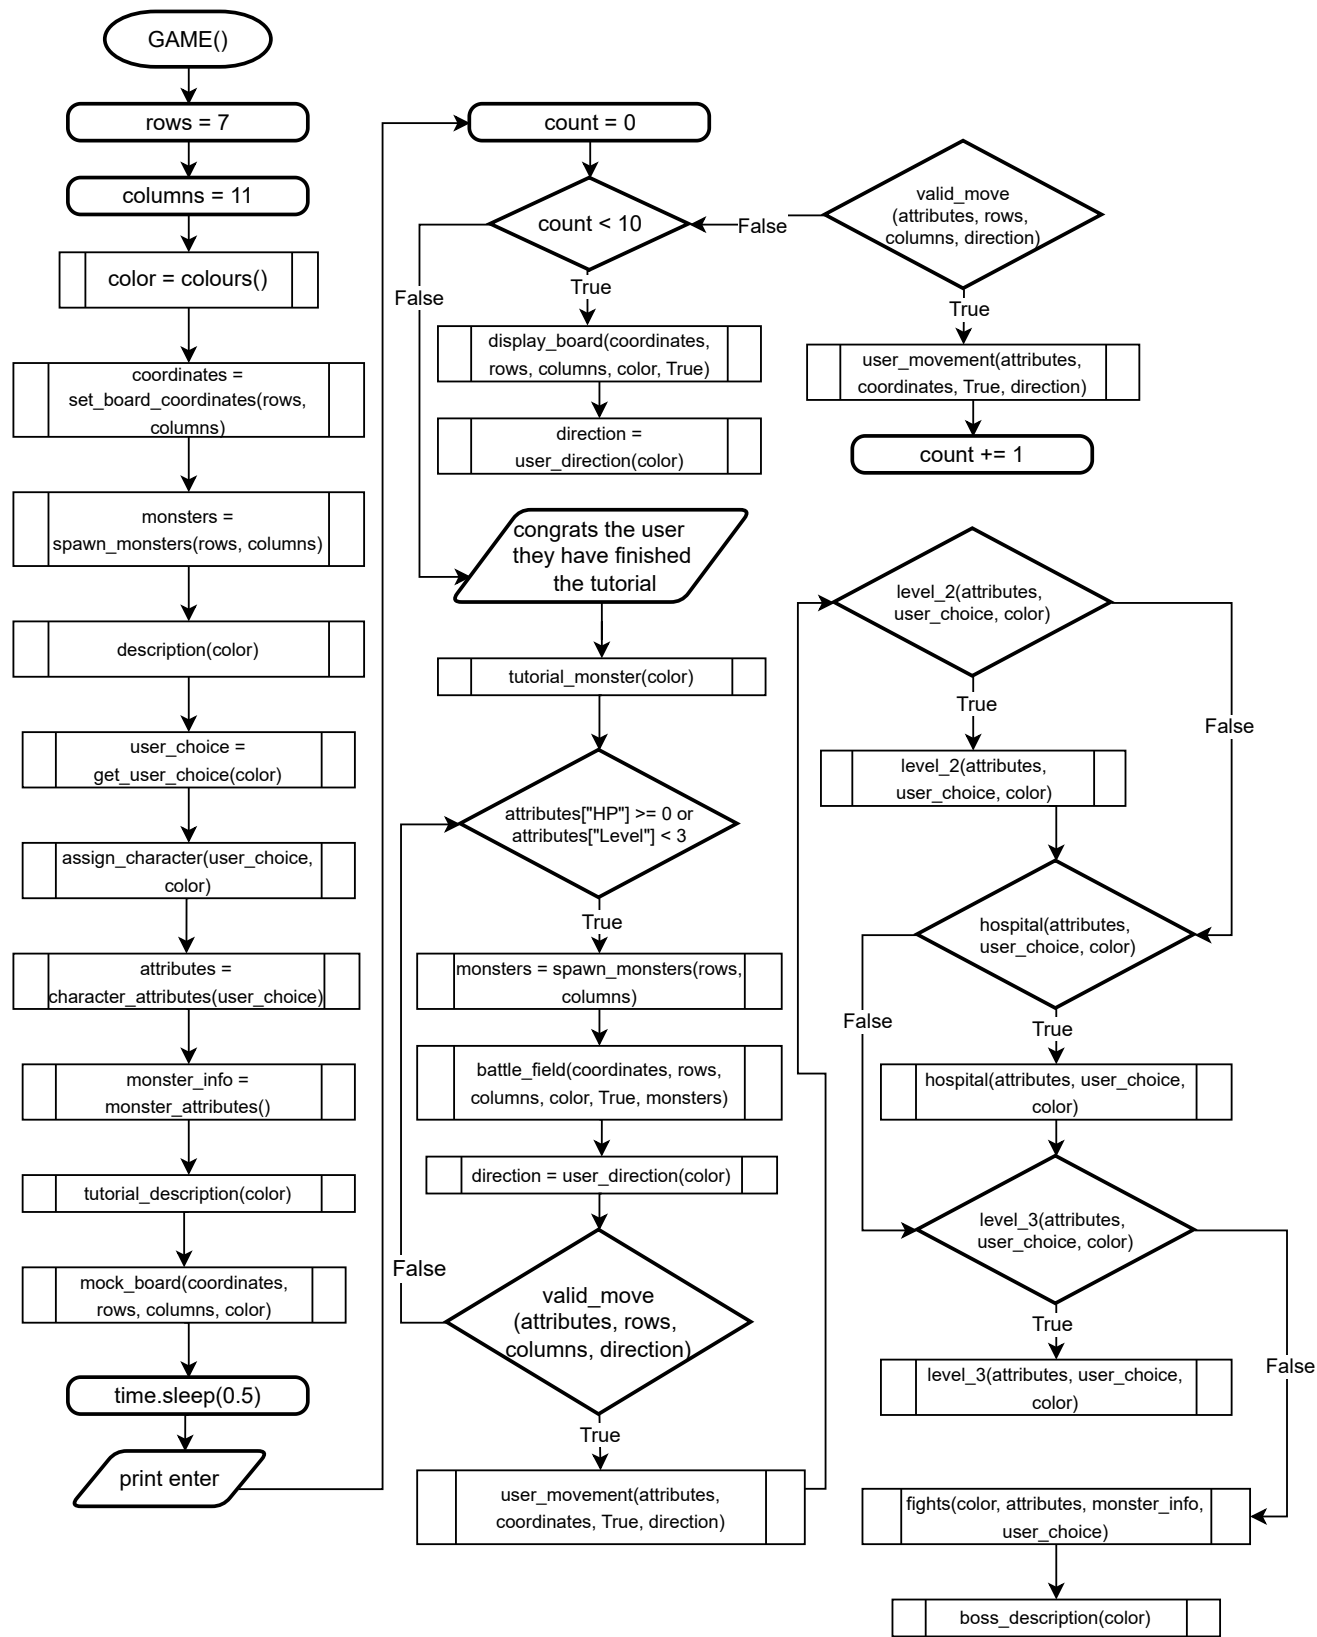 GAME()
rows = 7
columns = 11
color = colours()
coordinates =
set_board_coordinates(rows,
columns)
monsters =
spawn_monsters(rows, columns)
description(color)
user_choice =
get_user_choice(color)
assign_character(user_choice,
color)
attributes =
character_attributes(user_choice)
monster_info =
monster_attributes()
tutorial_description(color)
mock_board(coordinates,
rows, columns, color)
time.sleep(0.5)
print enter
count = 0
count < 10
False
True
display_board(coordinates,
rows, columns, color, True)
direction =
user_direction(color)
congrats the user
they have finished
the tutorial
tutorial_monster(color)
attributes["HP"] >= 0 or
attributes["Level"] < 3
True
monsters = spawn_monsters(rows,
columns)
battle_field(coordinates, rows,
columns, color, True, monsters)
direction = user_direction(color)
False
valid_move
(attributes, rows,
columns, direction)
True
user_movement(attributes,
coordinates, True, direction)
valid_move
(attributes, rows,
columns, direction)
False
True
user_movement(attributes,
coordinates, True, direction)
count += 1
level_2(attributes,
user_choice, color)
True
False
level_2(attributes,
user_choice, color)
hospital(attributes,
user_choice, color)
False
True
hospital(attributes, user_choice,
color)
level_3(attributes,
user_choice, color)
True
False
level_3(attributes, user_choice,
color)
fights(color, attributes, monster_info,
user_choice)
boss_description(color)